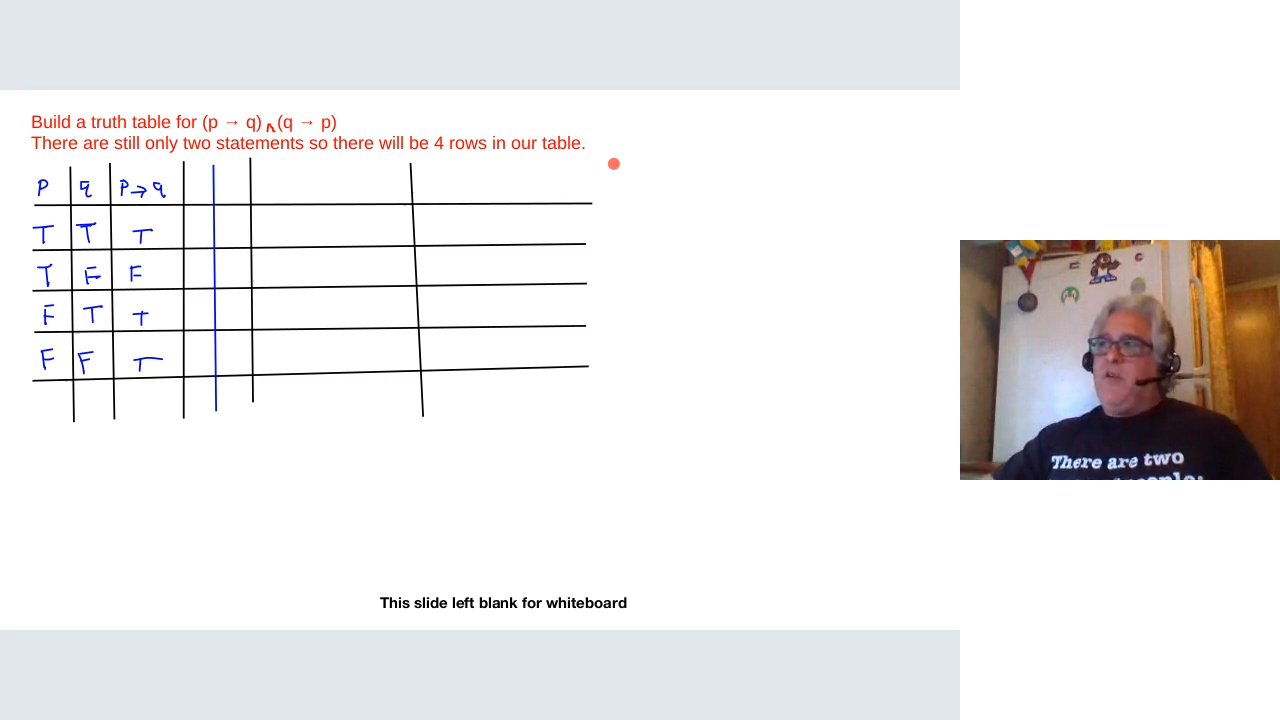 Build a truth table for (p → q) ∧ (q → p)
There are still only two statements so there will be 4 rows in our table.
P q P→q
T T T
T F F
F T T
F F T
There are two
This slide left blank for whiteboard